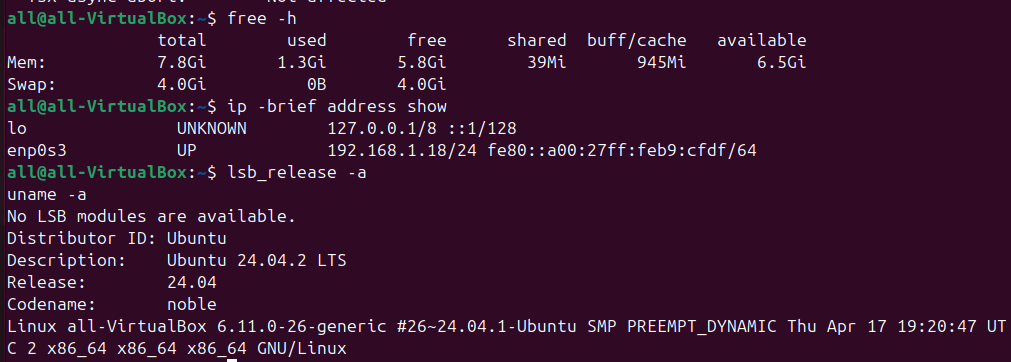 all@all-VirtualBox:~$ free -h
               total        used        free      shared  buff/cache   available
Mem:           7.8Gi       1.3Gi       5.8Gi        39Mi       945Mi       6.5Gi
Swap:          4.0Gi          0B       4.0Gi
all@all-VirtualBox:~$ ip -brief address show
lo               UNKNOWN        127.0.0.1/8 ::1/128
enp0s3           UP             192.168.1.18/24 fe80::a00:27ff:feb9:cfdf/64
all@all-VirtualBox:~$ lsb_release -a
uname -a
No LSB modules are available.
Distributor ID: Ubuntu
Description:    Ubuntu 24.04.2 LTS
Release:        24.04
Codename:       noble
Linux all-VirtualBox 6.11.0-26-generic #26~24.04.1-Ubuntu SMP PREEMPT_DYNAMIC Thu Apr 17 19:20:47 UT
C 2 x86_64 x86_64 x86_64 GNU/Linux